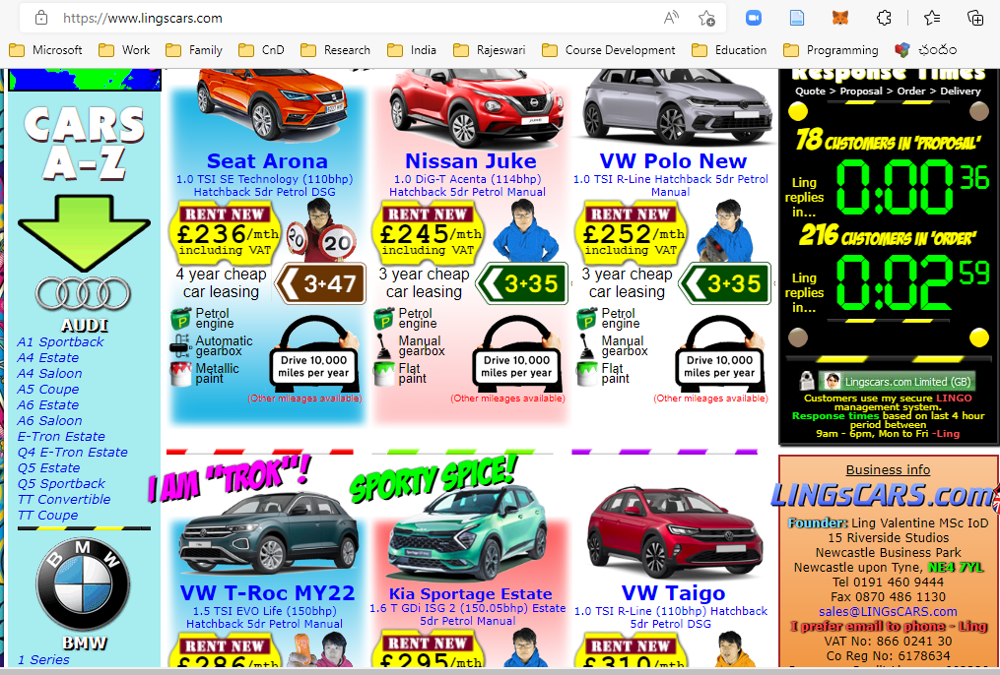 https://www.lingscars.com
Microsoft Work Family CnD Research India Rajeswari Course Development Education Programming ఛందం
CARS
A-Z
AUDI
A1 Sportback
A4 Estate
A4 Saloon
A5 Coupe
A6 Estate
A6 Saloon
E-Tron Estate
Q4 E-Tron Estate
Q5 Estate
Q5 Sportback
TT Convertible
TT Coupe
BMW
BMW
1 Series
Seat Arona
1.0 TSI SE Technology (110bhp)
Hatchback 5dr Petrol DSG
RENT NEW
£236/mth
including VAT
20 20
4 year cheap
car leasing
3+47
Petrol
engine
Automatic
gearbox
Metallic
paint
Drive 10,000
miles per year
(Other mileages available)
Nissan Juke
1.0 DiG-T Acenta (114bhp)
Hatchback 5dr Petrol Manual
RENT NEW
£245/mth
including VAT
3 year cheap
car leasing
3+35
Petrol
engine
Manual
gearbox
Flat
paint
Drive 10,000
miles per year
(Other mileages available)
VW Polo New
1.0 TSI R-Line Hatchback 5dr Petrol
Manual
RENT NEW
£252/mth
including VAT
3 year cheap
car leasing
3+35
Petrol
engine
Manual
gearbox
Flat
paint
Drive 10,000
miles per year
(Other mileages available)
I AM "TROK"!
VW T-Roc MY22
1.5 TSI EVO Life (150bhp)
Hatchback 5dr Petrol Manual
RENT NEW
£286/mth
SPORTY SPICE!
Kia Sportage Estate
1.6 T GDi ISG 2 (150.05bhp) Estate
5dr Petrol Manual
RENT NEW
£295/mth
VW Taigo
1.0 TSI R-Line (110bhp) Hatchback
5dr Petrol DSG
RENT NEW
£310/mth
Response Times
Quote > Proposal > Order > Delivery
78 CUSTOMERS IN 'PROPOSAL'
Ling
replies
in...
0:00 36
216 CUSTOMERS IN 'ORDER'
Ling
replies
in...
0:02 59
Lingscars.com Limited (GB)
Customers use my secure LINGO
management system.
Response times based on last 4 hour
period between
9am - 6pm, Mon to Fri -Ling
Business info
LINGsCARS.com
Founder: Ling Valentine MSc IoD
15 Riverside Studios
Newcastle Business Park
Newcastle upon Tyne, NE4 7YL
Tel 0191 460 9444
Fax 0870 486 1130
sales@LINGsCARS.com
I prefer email to phone - Ling
VAT No: 866 0241 30
Co Reg No: 6178634